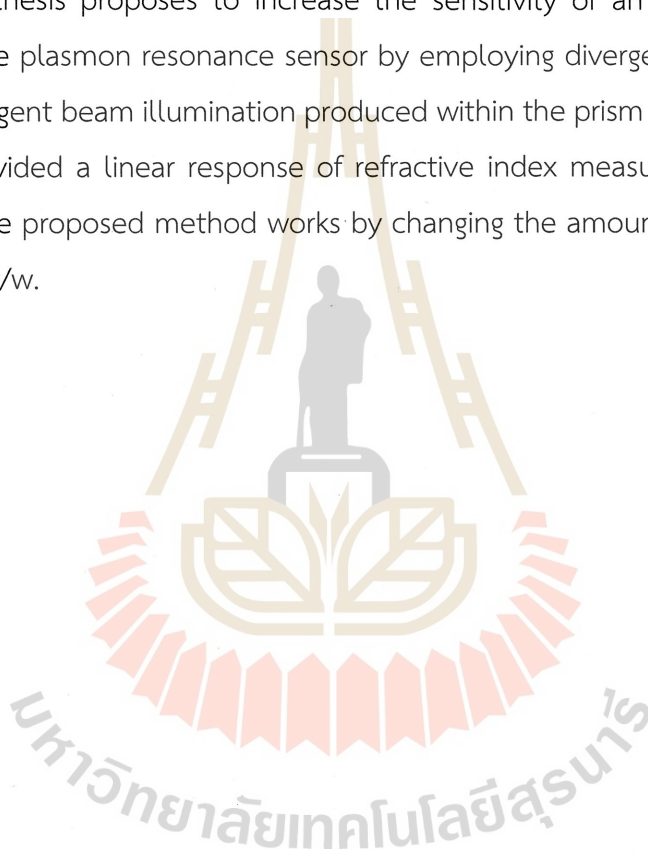 thesis proposes to increase the sensitivity of an
e plasmon resonance sensor by employing diverge
gent beam illumination produced within the prism
vided a linear response of refractive index measu
e proposed method works by changing the amoun
/w.
มหาวิทยาลัยเทคโนโลยีสุรนารี